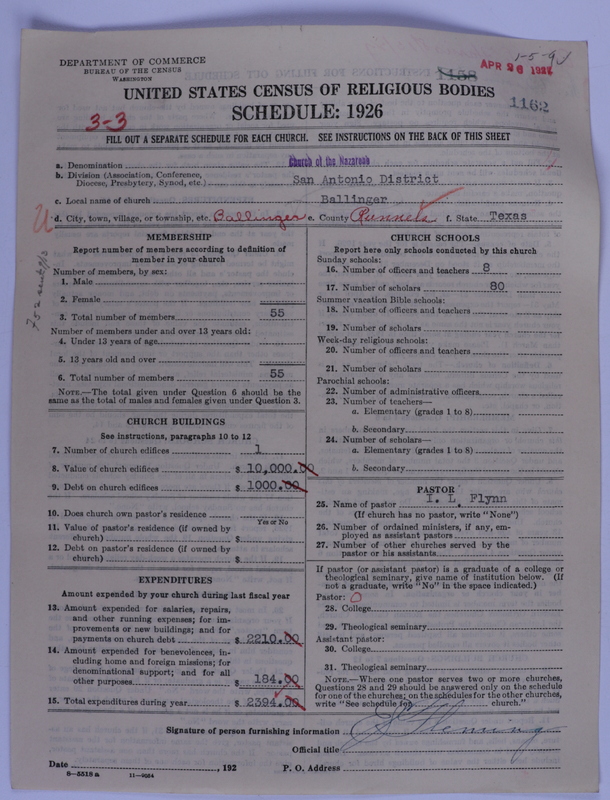 1-5-9
DEPARTMENT OF COMMERCE
BUREAU OF THE CENSUS
WASHINGTON
APR 26 1927
1158
UNITED STATES CENSUS OF RELIGIOUS BODIES
SCHEDULE: 1926
1162
3-3
FILL OUT A SEPARATE SCHEDULE FOR EACH CHURCH. SEE INSTRUCTIONS ON THE BACK OF THIS SHEET
a. Denomination Church of the Nazarene
b. Division (Association, Conference,
Diocese, Presbytery, Synod, etc.) San Antonio District
c. Local name of church Ballinger
d. City, town, village, or township, etc. Ballinger e. County Runnels f. State Texas
U
MEMBERSHIP
Report number of members according to definition of
member in your church
Number of members, by sex:
1. Male
2. Female
3. Total number of members 55
Number of members under and over 13 years old:
4. Under 13 years of age
5. 13 years old and over
6. Total number of members 55
NOTE.—The total given under Question 6 should be the
same as the total of males and females given under Question 3.
CHURCH BUILDINGS
See instructions, paragraphs 10 to 12
7. Number of church edifices 1
8. Value of church edifices $ 10,000.00
9. Debt on church edifices $ 1000.00
10. Does church own pastor's residence
Yes or No
11. Value of pastor's residence (if owned by
church) $
12. Debt on pastor's residence (if owned by
church) $
EXPENDITURES
Amount expended by your church during last fiscal year
13. Amount expended for salaries, repairs,
and other running expenses; for im-
provements or new buildings; and for
payments on church debt $ 2210.00
14. Amount expended for benevolences, in-
cluding home and foreign missions; for
denominational support; and for all
other purposes $ 184.00
15. Total expenditures during year $ 2394.00
CHURCH SCHOOLS
Report here only schools conducted by this church
Sunday schools:
16. Number of officers and teachers 8
17. Number of scholars 80
Summer vacation Bible schools:
18. Number of officers and teachers
19. Number of scholars
Week-day religious schools:
20. Number of officers and teachers
21. Number of scholars
Parochial schools:
22. Number of administrative officers
23. Number of teachers—
a. Elementary (grades 1 to 8)
b. Secondary
24. Number of scholars—
a. Elementary (grades 1 to 8)
b. Secondary
PASTOR
25. Name of pastor I. L. Flynn
(If church has no pastor, write "None")
26. Number of ordained ministers, if any, em-
ployed as assistant pastors
27. Number of other churches served by the
pastor or his assistants
If pastor (or assistant pastor) is a graduate of a college or
theological seminary, give name of institution below. (If
not a graduate, write "No" in the space indicated.)
Pastor: O
28. College
29. Theological seminary
Assistant pastor:
30. College
31. Theological seminary
NOTE.—Where one pastor serves two or more churches,
Questions 28 and 29 should be answered only on the schedule
for one of the churches; on the schedules for the other churches,
write "See schedule for church."
Signature of person furnishing information Fleming
Official title
Date , 192 P. O. Address
8—5518 a 11—9064